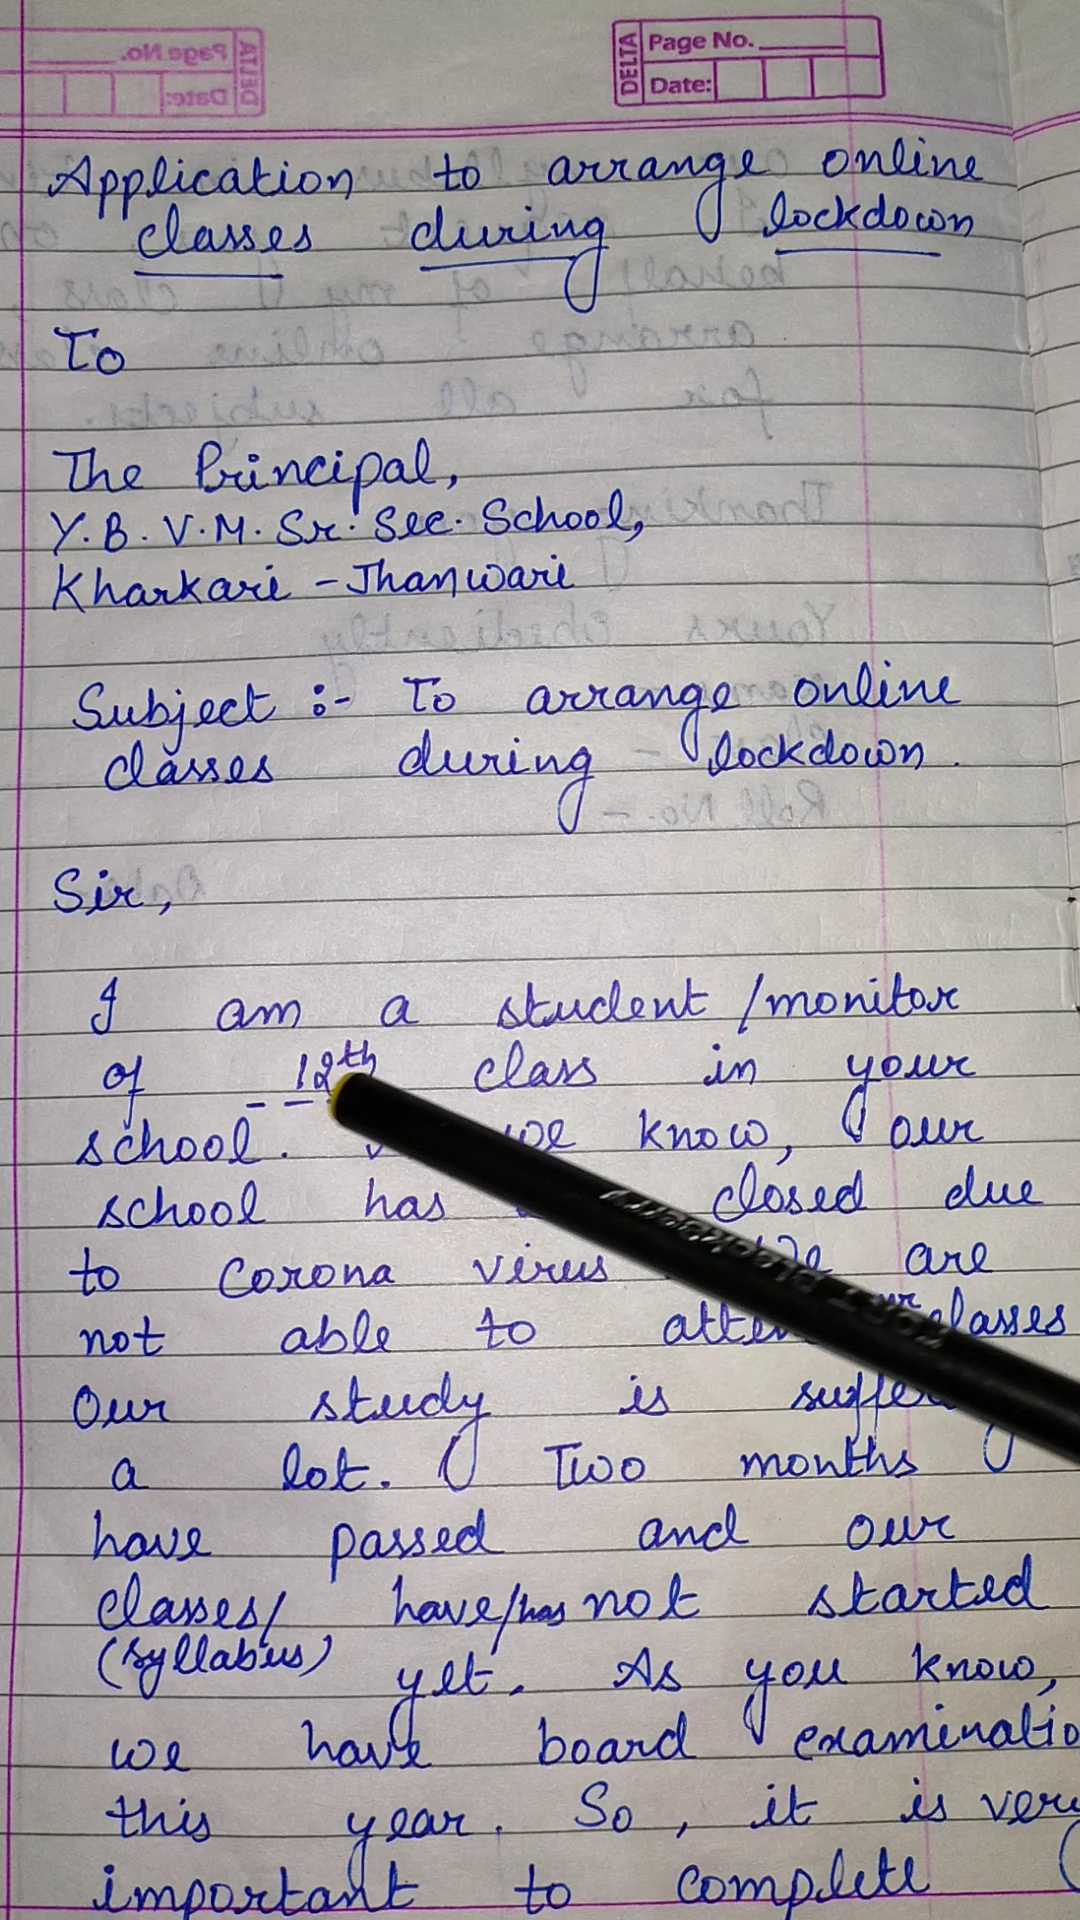 DELTA Page No.
Date:
Application to arrange online
classes during lockdown
To
The Principal,
Y.B.V.M. Sr. Sec. School,
Kharkari - Jhanwari
Subject :- To arrange online
classes during lockdown.
Sir,
I am a student /monitor
of 12th class in your
school. we know, our
school has closed due
to Corona virus are
not able to classes
Our study is
a lot. Two months
have passed and our
classes/ have/has not started
(syllabus) yet. As you know,
we have board
this year. So, it is very
important to complete